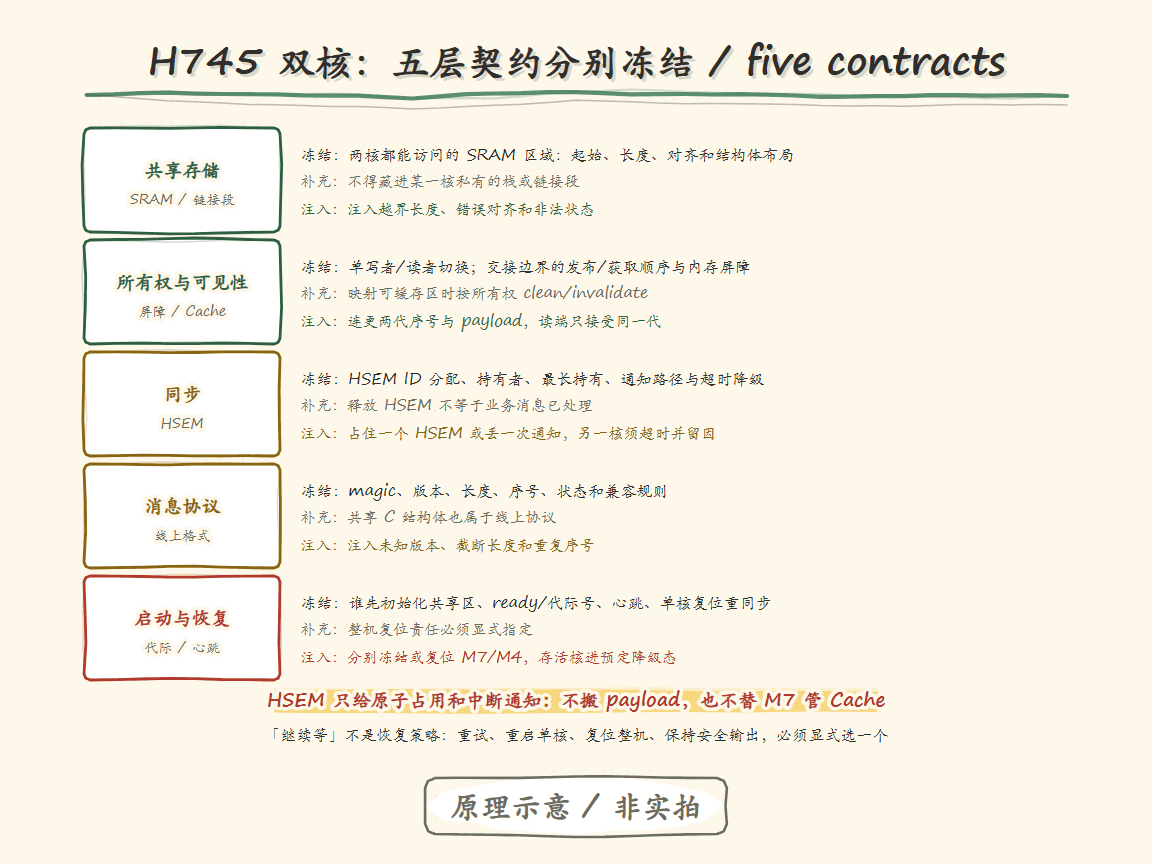 H745 双核：五层契约分别冻结 / five contracts
共享存储
SRAM / 链接段
冻结：两核都能访问的 SRAM 区域：起始、长度、对齐和结构体布局
补充：不得藏进某一核私有的栈或链接段
注入：注入越界长度、错误对齐和非法状态
所有权与可见性
屏障 / Cache
冻结：单写者/读者切换；交接边界的发布/获取顺序与内存屏障
补充：映射可缓存区时按所有权 clean/invalidate
注入：连更两代序号与 payload，读端只接受同一代
同步
HSEM
冻结：HSEM ID 分配、持有者、最长持有、通知路径与超时降级
补充：释放 HSEM 不等于业务消息已处理
注入：占住一个 HSEM 或丢一次通知，另一核须超时并留因
消息协议
线上格式
冻结：magic、版本、长度、序号、状态和兼容规则
补充：共享 C 结构体也属于线上协议
注入：注入未知版本、截断长度和重复序号
启动与恢复
代际 / 心跳
冻结：谁先初始化共享区、ready/代际号、心跳、单核复位重同步
补充：整机复位责任必须显式指定
注入：分别冻结或复位 M7/M4，存活核进预定降级态
HSEM 只给原子占用和中断通知：不搬 payload，也不替 M7 管 Cache
「继续等」不是恢复策略：重试、重启单核、复位整机、保持安全输出，必须显式选一个
原理示意 / 非实拍